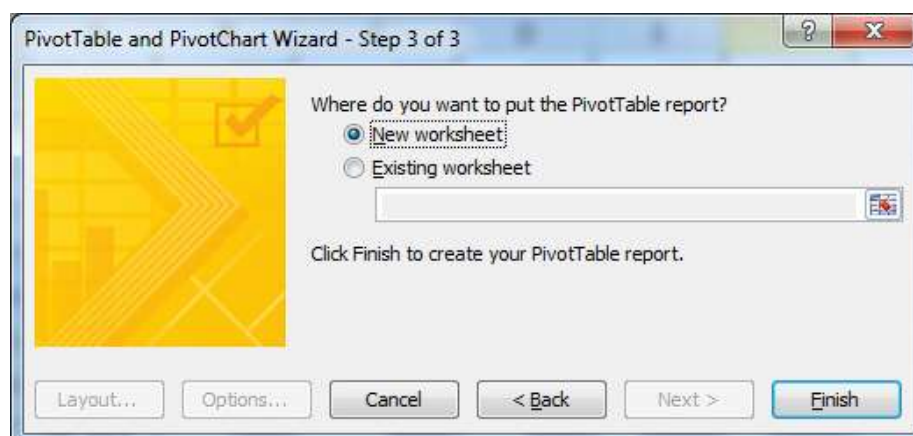 PivotTable and PivotChart Wizard - Step 3 of 3
Where do you want to put the PivotTable report?
New worksheet
Existing worksheet
Click Finish to create your PivotTable report.
Layout... Options... Cancel < Back Next > Finish